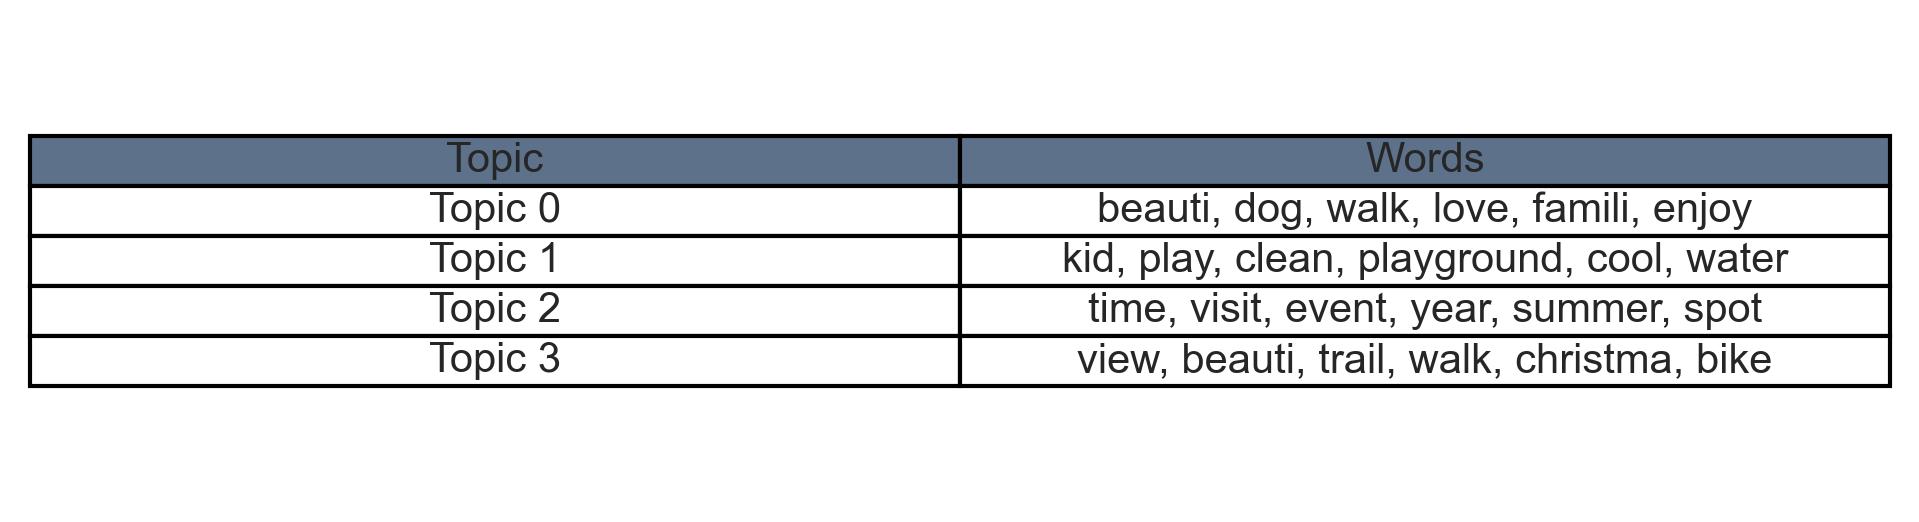 Topic Words
Topic 0 beauti, dog, walk, love, famili, enjoy
Topic 1 kid, play, clean, playground, cool, water
Topic 2 time, visit, event, year, summer, spot
Topic 3 view, beauti, trail, walk, christma, bike